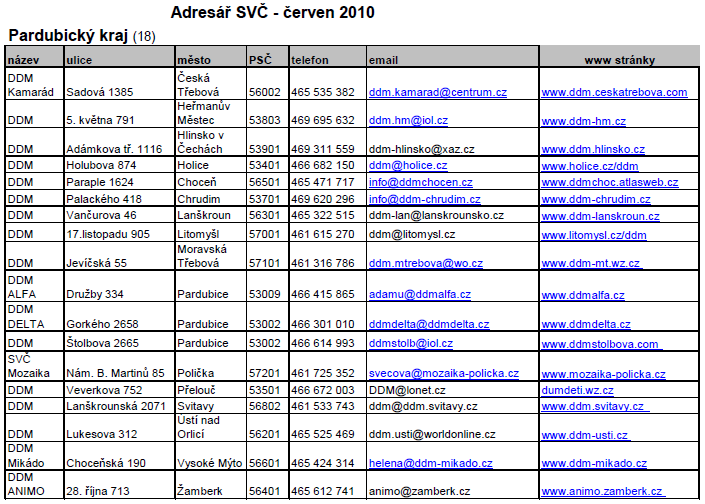 Adresář SVČ - červen 2010
Pardubický kraj (18)
název ulice město PSČ telefon email www stránky
DDM Kamarád Sadová 1385 Česká Třebová 56002 465 535 382 ddm.kamarad@centrum.cz www.ddm.ceskatrebova.com
DDM 5. května 791 Heřmanův Městec 53803 469 695 632 ddm.hm@iol.cz www.ddm-hm.cz
DDM Adámkova tř. 1116 Hlinsko v Čechách 53901 469 311 559 ddm-hlinsko@xaz.cz www.ddm.hlinsko.cz
DDM Holubova 874 Holice 53401 466 682 150 ddm@holice.cz www.holice.cz/ddm
DDM Paraple 1624 Choceň 56501 465 471 717 info@ddmchocen.cz www.ddmchoc.atlasweb.cz
DDM Palackého 418 Chrudim 53701 469 620 296 info@ddm-chrudim.cz www.ddm-chrudim.cz
DDM Vančurova 46 Lanškroun 56301 465 322 515 ddm-lan@lanskrounsko.cz www.ddm-lanskroun.cz
DDM 17.listopadu 905 Litomyšl 57001 461 615 270 ddm@litomysl.cz www.litomysl.cz/ddm
DDM Jevíčská 55 Moravská Třebová 57101 461 316 786 ddm.mtrebova@wo.cz www.ddm-mt.wz.cz
DDM ALFA Družby 334 Pardubice 53009 466 415 865 adamu@ddmalfa.cz www.ddmalfa.cz
DDM DELTA Gorkého 2658 Pardubice 53002 466 301 010 ddmdelta@ddmdelta.cz www.ddmdelta.cz
DDM Štolbova 2665 Pardubice 53002 466 614 993 ddmstolb@iol.cz www.ddmstolbova.com
SVČ Mozaika Nám. B. Martinů 85 Polička 57201 461 725 352 svecova@mozaika-policka.cz www.mozaika-policka.cz
DDM Veverkova 752 Přelouč 53501 466 672 003 DDM@lonet.cz dumdeti.wz.cz
DDM Lanškrounská 2071 Svitavy 56802 461 533 743 ddm@ddm.svitavy.cz www.ddm.svitavy.cz
DDM Lukesova 312 Ústí nad Orlicí 56201 465 525 469 ddm.usti@worldonline.cz www.ddm-usti.cz
DDM Mikádo Choceňská 190 Vysoké Mýto 56601 465 424 314 helena@ddm-mikado.cz www.ddm-mikado.cz
DDM ANIMO 28. října 713 Žamberk 56401 465 612 741 animo@zamberk.cz www.animo.zamberk.cz